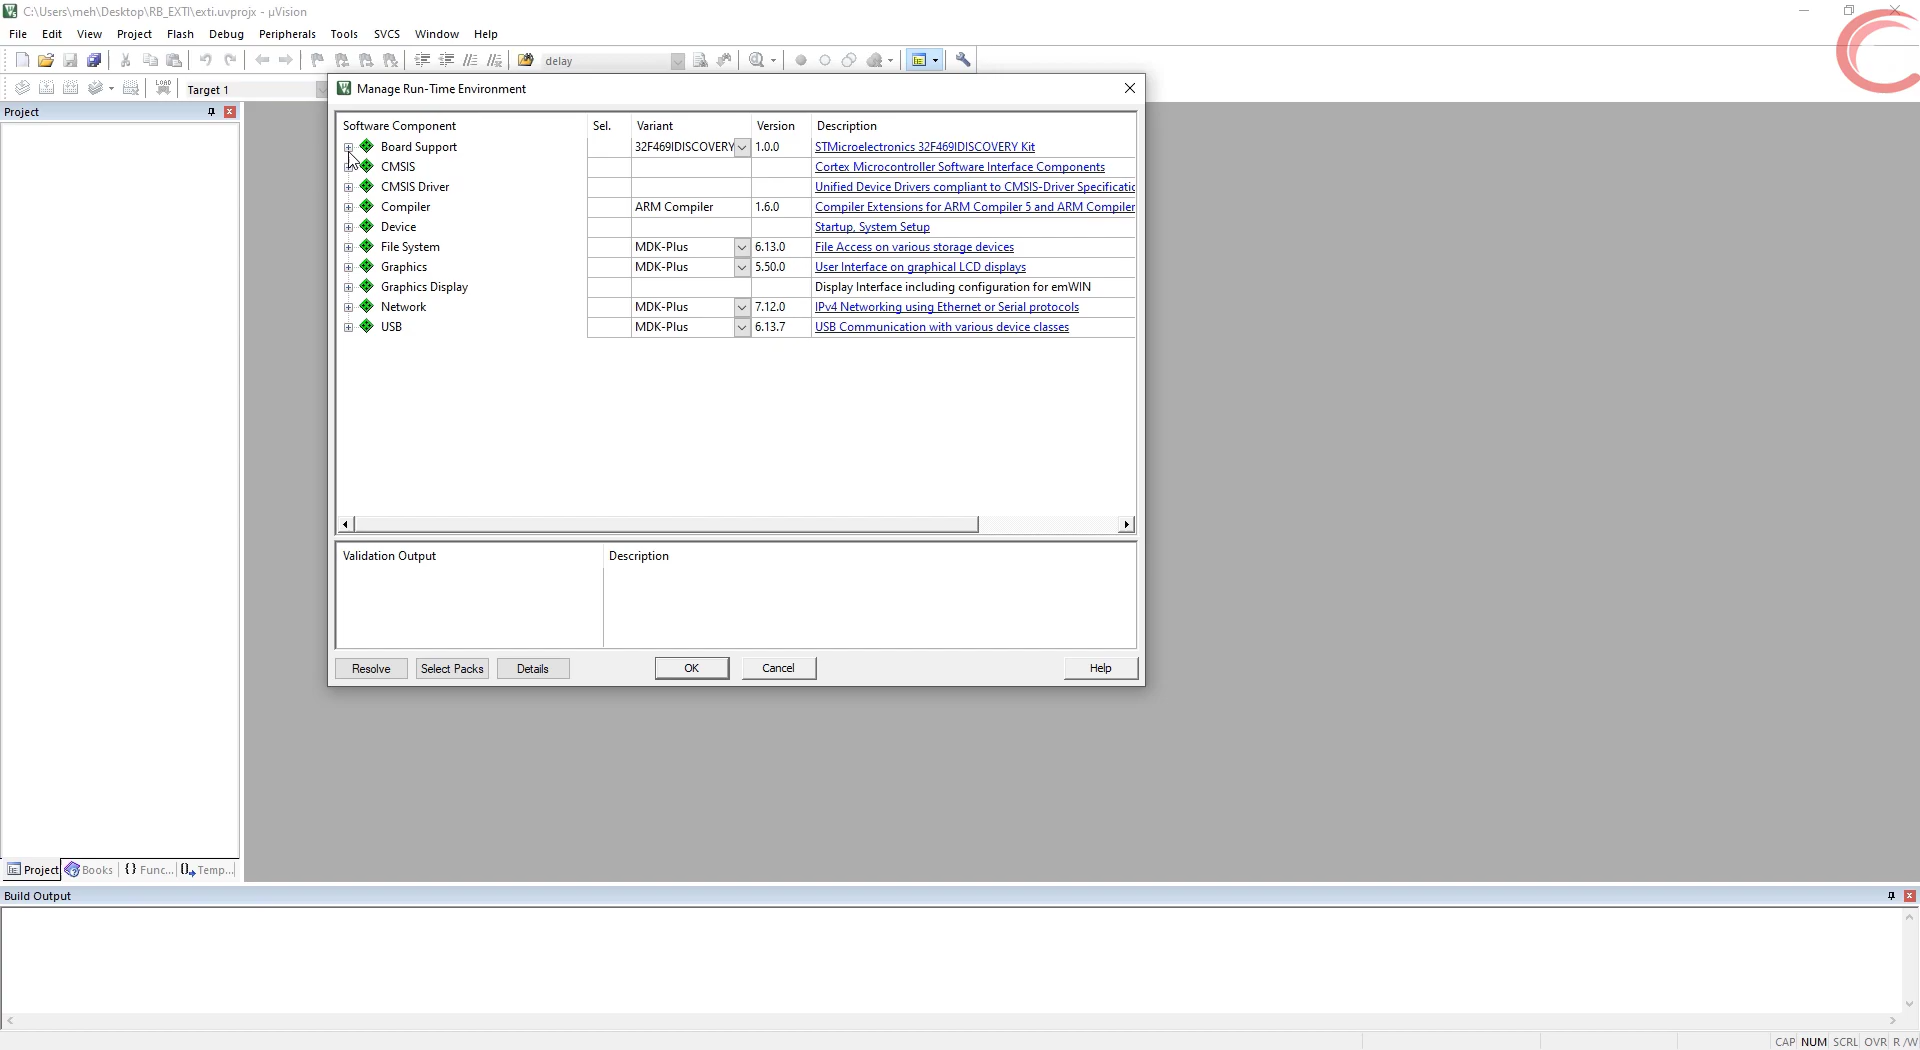 C:\Users\meh\Desktop\RB_EXTI\exti.uvprojx - µVision
File Edit View Project Flash Debug Peripherals Tools SVCS Window Help
delay
LOAD Target 1
Project
Manage Run-Time Environment
Software Component Sel. Variant Version Description
Board Support 32F469IDISCOVERY 1.0.0 STMicroelectronics 32F469IDISCOVERY Kit
CMSIS Cortex Microcontroller Software Interface Components
CMSIS Driver Unified Device Drivers compliant to CMSIS-Driver Specificatio
Compiler ARM Compiler 1.6.0 Compiler Extensions for ARM Compiler 5 and ARM Compiler
Device Startup, System Setup
File System MDK-Plus 6.13.0 File Access on various storage devices
Graphics MDK-Plus 5.50.0 User Interface on graphical LCD displays
Graphics Display Display Interface including configuration for emWIN
Network MDK-Plus 7.12.0 IPv4 Networking using Ethernet or Serial protocols
USB MDK-Plus 6.13.7 USB Communication with various device classes
Validation Output Description
Resolve Select Packs Details OK Cancel Help
Project Books {} Func... Temp...
Build Output
CAP NUM SCRL OVR R/W